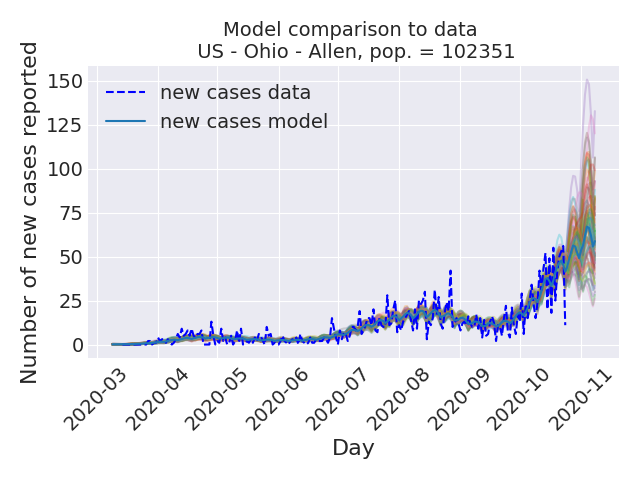 Model comparison to data
US - Ohio - Allen, pop. = 102351
Number of new cases reported
150
125
100
75
50
25
0
new cases data
new cases model
2020-03
2020-04
2020-05
2020-06
2020-07
2020-08
2020-09
2020-10
2020-11
Day